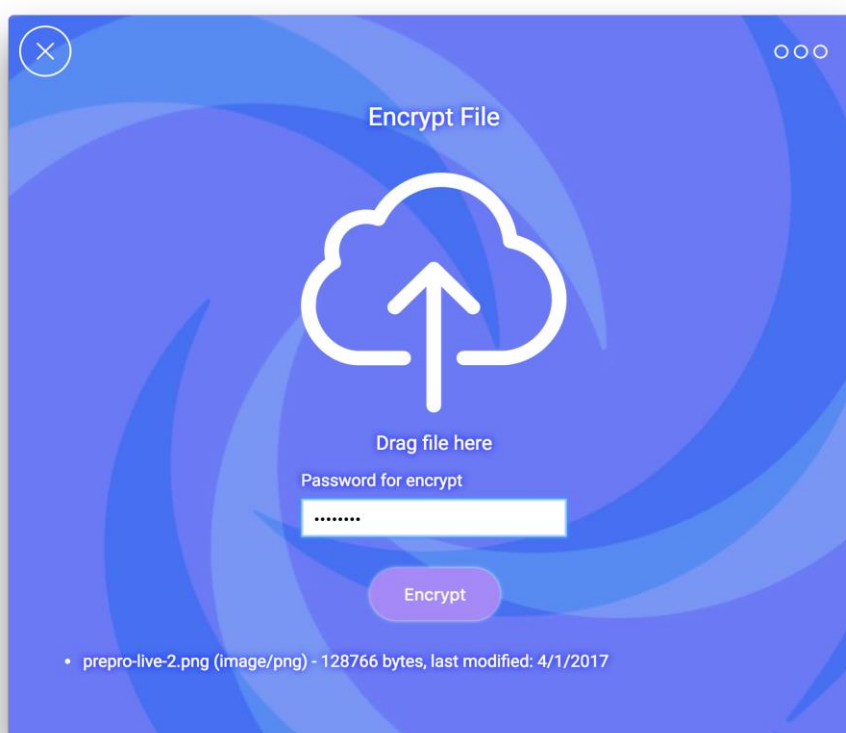 Encrypt File
Drag file here
Password for encrypt
••••••••
Encrypt
• prepro-live-2.png (image/png) - 128766 bytes, last modified: 4/1/2017